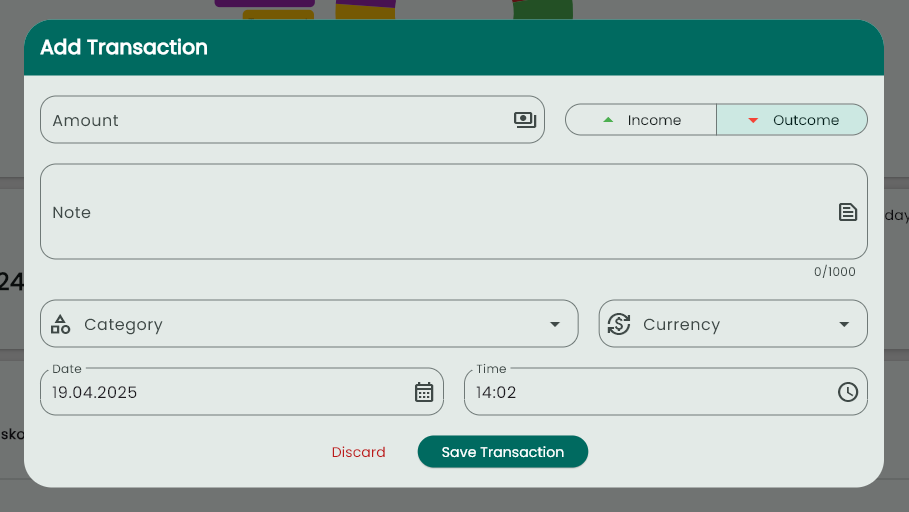 Add Transaction
Amount
Income
Outcome
Note
day
24
0/1000
Category
Currency
Date
19.04.2025
Time
14:02
ska
Discard
Save Transaction